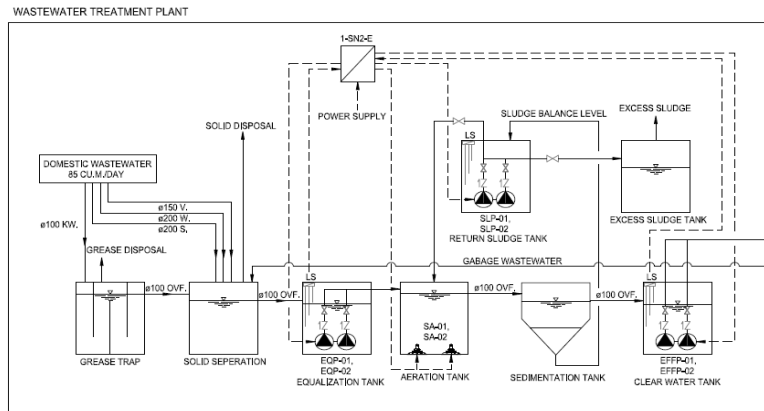 WASTEWATER TREATMENT PLANT
1-SN2-E
POWER SUPPLY
SOLID DISPOSAL
SLUDGE BALANCE LEVEL
EXCESS SLUDGE
LS
DOMESTIC WASTEWATER
85 CU.M./DAY
ø150 V.
ø200 W.
ø200 S.
ø100 KW.
GREASE DISPOSAL
SLP-01,
SLP-02
RETURN SLUDGE TANK
EXCESS SLUDGE TANK
GABAGE WASTEWATER
ø100 OVF.
ø100 OVF.
LS
ø100 OVF.
ø100 OVF.
LS
SA-01,
SA-02
GREASE TRAP
SOLID SEPERATION
EQP-01,
EQP-02
EQUALIZATION TANK
AERATION TANK
SEDIMENTATION TANK
EFFP-01,
EFFP-02
CLEAR WATER TANK